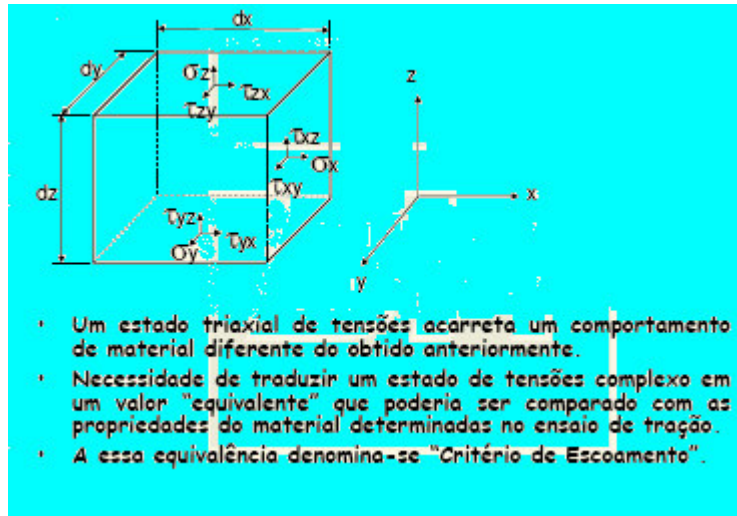 dx
dy
σz
τzx
τzy
z
τxz
σx
τxy
dz
x
τyz
σy
τyx
y
• Um estado triaxial de tensões acarreta um comportamento
de material diferente do obtido anteriormente.
• Necessidade de traduzir um estado de tensões complexo em
um valor "equivalente" que poderia ser comparado com as
propriedades do material determinadas no ensaio de tração.
• A essa equivalência denomina-se "Critério de Escoamento".